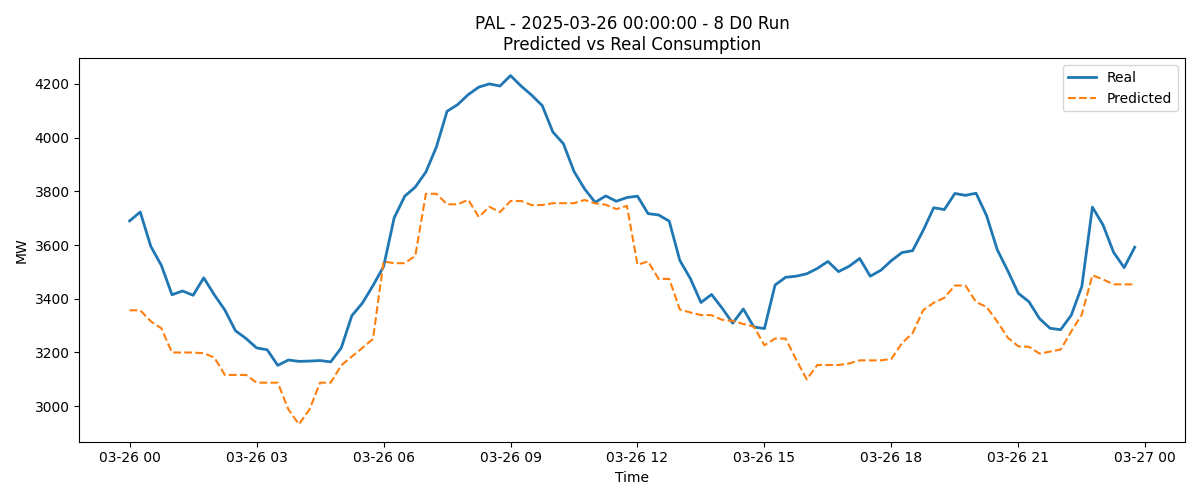 PAL - 2025-03-26 00:00:00 - 8 D0 Run
Predicted vs Real Consumption
Real
Predicted
MW
4200
4000
3800
3600
3400
3200
3000
03-26 00
03-26 03
03-26 06
03-26 09
03-26 12
03-26 15
03-26 18
03-26 21
03-27 00
Time